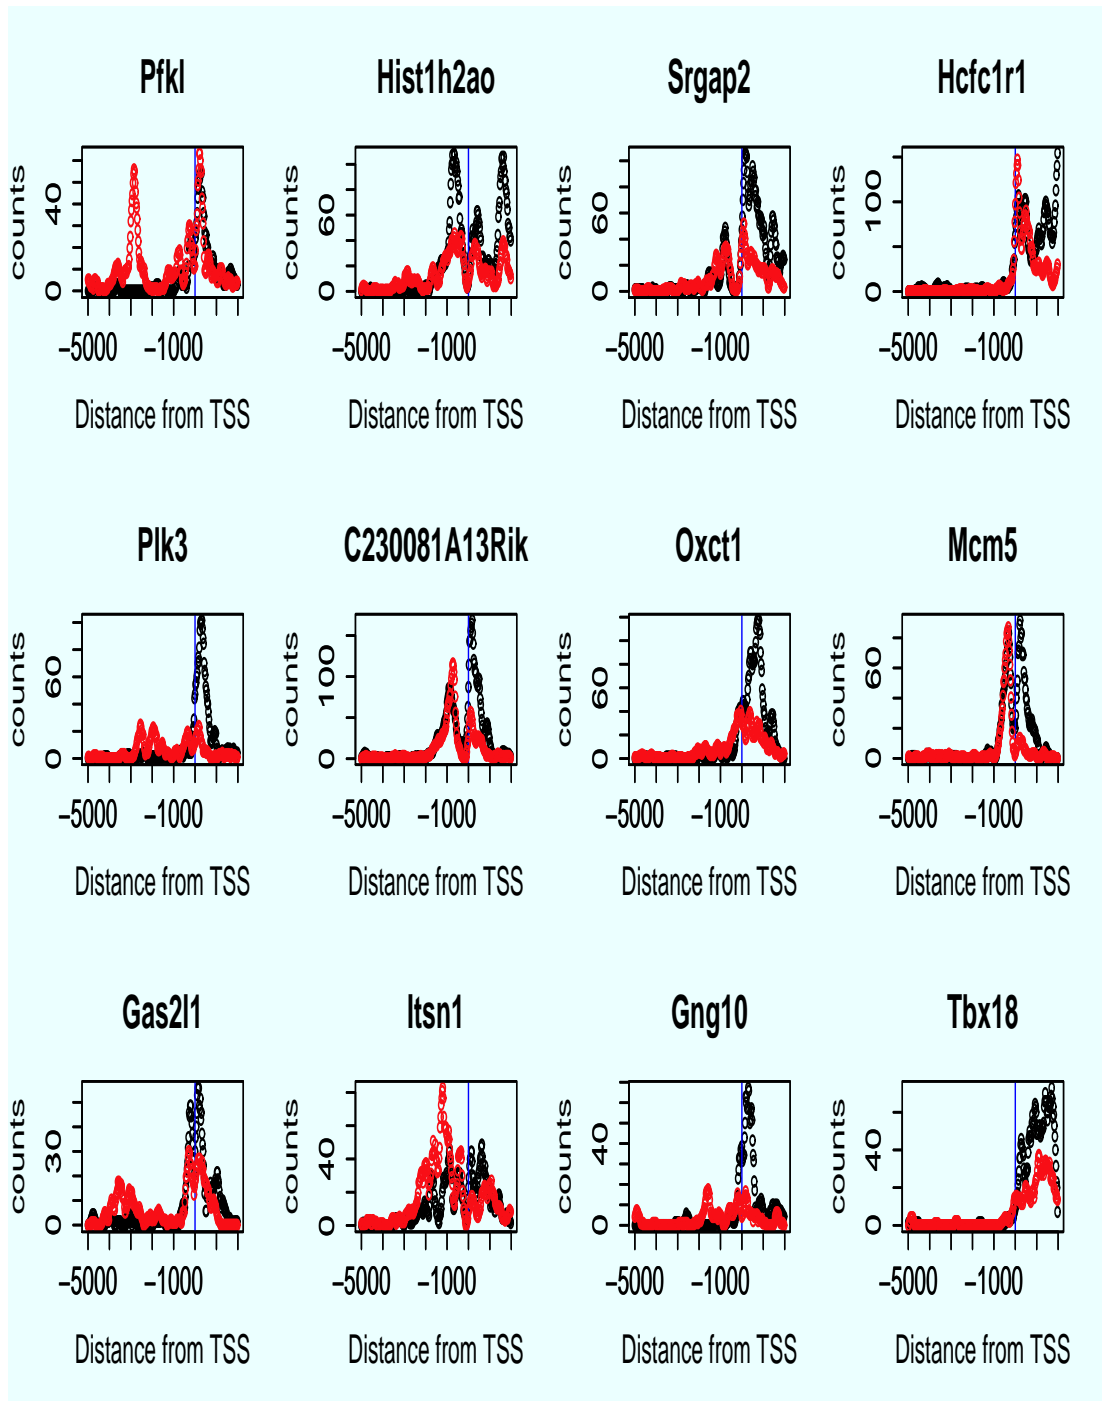 Pfkl Hist1h2ao Srgap2 Hcfc1r1
counts counts counts counts
0 40 0 60 0 60 0 100
−5000 −1000 −5000 −1000 −5000 −1000 −5000 −1000
Distance from TSS Distance from TSS Distance from TSS Distance from TSS
Plk3 C230081A13Rik Oxct1 Mcm5
counts counts counts counts
0 60 0 100 0 60 0 60
−5000 −1000 −5000 −1000 −5000 −1000 −5000 −1000
Distance from TSS Distance from TSS Distance from TSS Distance from TSS
Gas2l1 Itsn1 Gng10 Tbx18
counts counts counts counts
0 30 0 40 0 40 0 40
−5000 −1000 −5000 −1000 −5000 −1000 −5000 −1000
Distance from TSS Distance from TSS Distance from TSS Distance from TSS